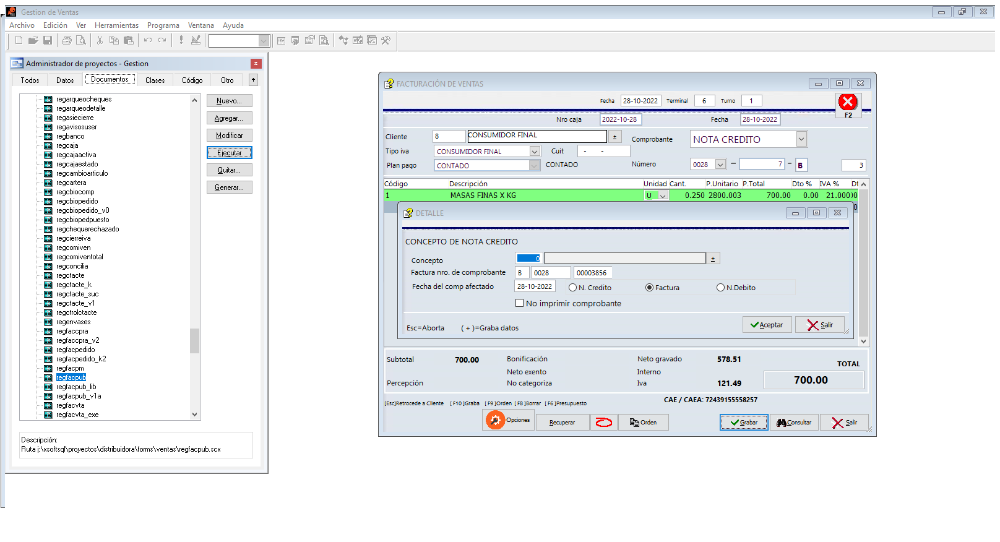 Gestion de Ventas
Archivo Edición Ver Herramientas Programa Ventana Ayuda
Administrador de proyectos - Gestion
Todos Datos Documentos Clases Código Otro
regarqueocheques
regarqueodetalle
regasiecierre
regavisosuser
regbanco
regcaja
regcajaactiva
regcajaestado
regcambioarticulo
regcartera
regcbiocomp
regcbiopedido
regcbiopedido_v0
regcbiopedpuesto
regchequerechazado
regcierreiva
regcomiven
regcomiventotal
regconcilia
regctacte
regctacte_k
regctacte_suc
regctacte_v1
regctrolctacte
regenvases
regfaccpra
regfaccpra_v2
regfacpedido
regfacpedido_k2
regfacpm
regfacpub
regfacpub_lib
regfacpub_v1a
regfacvta
regfacvta_exe
Nuevo...
Agregar...
Modificar
Ejecutar
Quitar...
Generar...
Descripción:
Ruta j:\xsoftsql\proyectos\distribuidora\forms\ventas\regfacpub.scx
FACTURACIÓN DE VENTAS
Fecha 28-10-2022 Terminal 6 Turno 1
F2
Nro caja 2022-10-28 Fecha 28-10-2022
Cliente 8 CONSUMIDOR FINAL ± Comprobante NOTA CREDITO
Tipo iva CONSUMIDOR FINAL Cuit - -
Plan pago CONTADO CONTADO Número 0028 - 7 - B 3
Código Descripción Unidad Cant. P.Unitario P.Total Dto % IVA % Dt
1 MASAS FINAS X KG U 0.250 2800.003 700.00 0.00 21.000
DETALLE
CONCEPTO DE NOTA CREDITO
Concepto 0 ±
Factura nro. de comprobante B 0028 00003856
Fecha del comp afectado 28-10-2022 N. Credito Factura N.Debito
No imprimir comprobante
Esc=Aborta ( + )=Graba datos Aceptar Salir
Subtotal 700.00 Bonificación Neto gravado 578.51
TOTAL
Neto exento Interno
700.00
Percepción No categoriza Iva 121.49
CAE / CAEA: 72439155558257
[Esc]Retrocede a Cliente [ F10 ]Graba [ F9 ]Orden [ F8 ]Borrar [ F6 ]Presupuesto
Opciones Recuperar Orden Grabar Consultar Salir